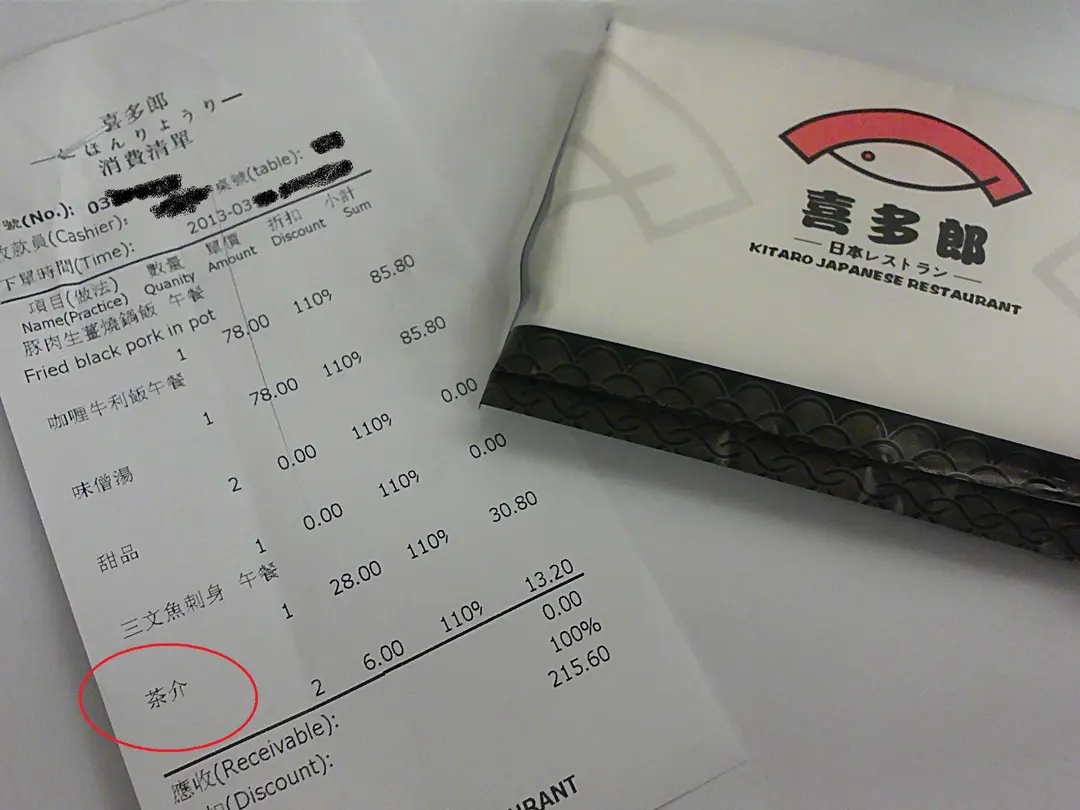 喜多郎
—にほんりょうりー
消費清單
號(No.): 03
收款員(Cashier): 桌號(table):
下單時間(Time): 2013-03
項目(做法) 數量 單價 折扣 小計
Name(Practice) Quanity Amount Discount Sum
豚肉生薑燒鍋飯 午餐
Fried black pork in pot
1 78.00 110% 85.80
咖喱牛利飯午餐
1 78.00 110% 85.80
味僧湯
2 0.00 110% 0.00
甜品
1 0.00 110% 0.00
三文魚刺身 午餐
1 28.00 110% 30.80
茶介
2 6.00 110% 13.20
應收(Receivable):
(Discount):
0.00
100%
215.60
URANT
喜多郎
— 日本レストラン —
KITARO JAPANESE RESTAURANT